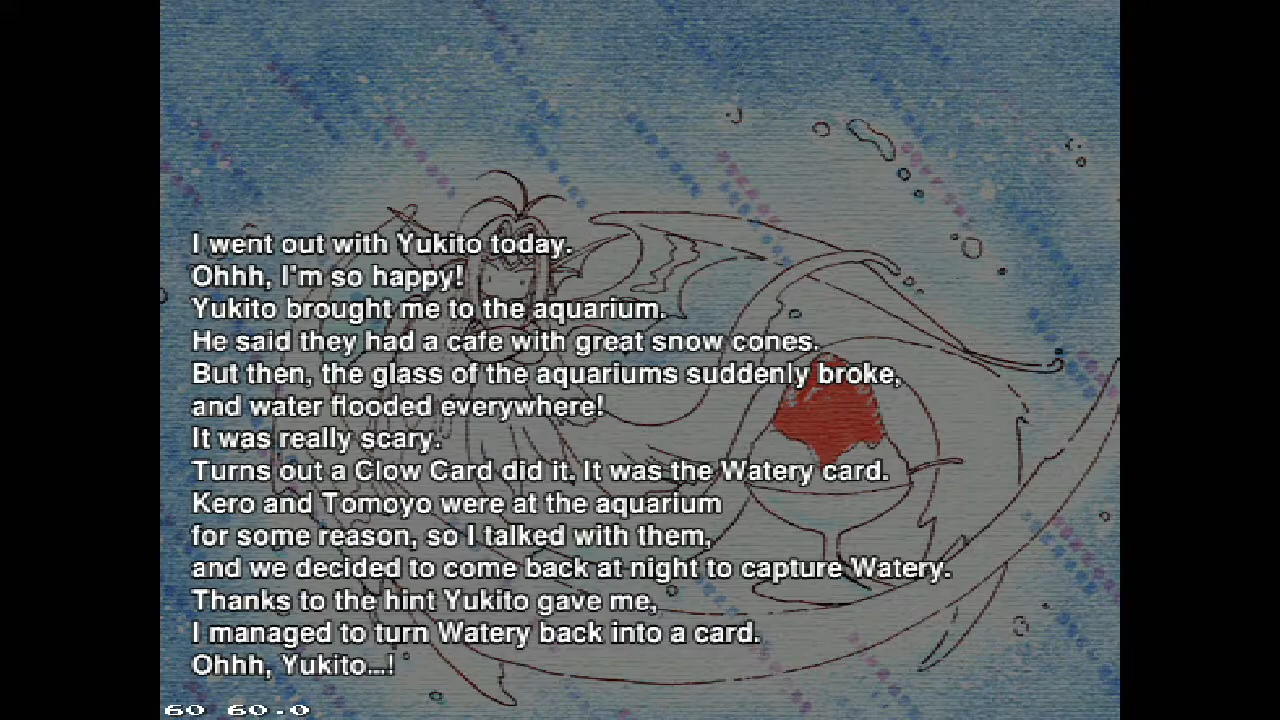 I went out with Yukito today.
Ohhh, I'm so happy!
Yukito brought me to the aquarium.
He said they had a cafe with great snow cones.
But then, the glass of the aquariums suddenly broke,
and water flooded everywhere!
It was really scary.
Turns out a Clow Card did it. It was the Watery card.
Kero and Tomoyo were at the aquarium
for some reason, so I talked with them,
and we decided to come back at night to capture Watery.
Thanks to the hint Yukito gave me,
I managed to turn Watery back into a card.
Ohhh, Yukito...!
60 60.0